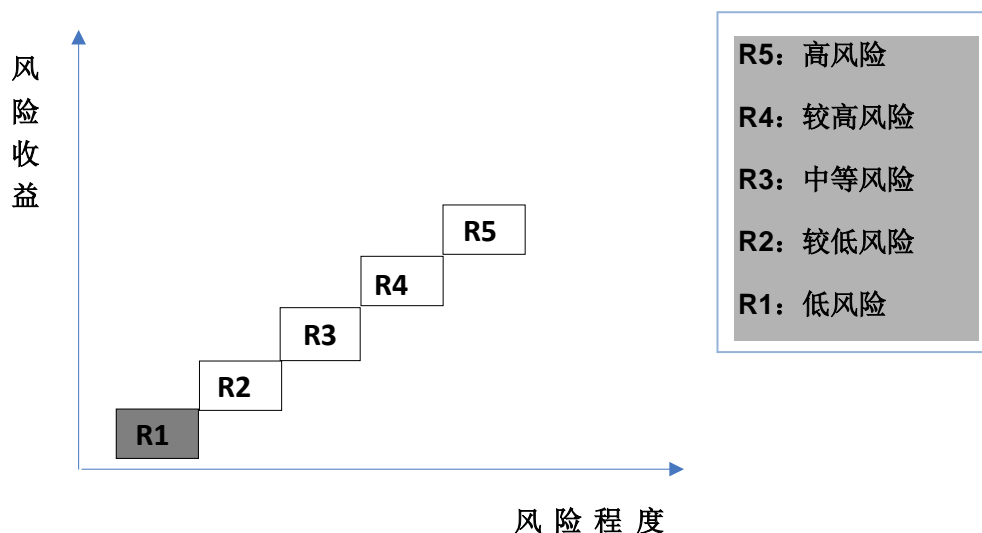 风
险
收
益
R5
R4
R3
R2
R1
风 险 程 度
R5：高风险
R4：较高风险
R3：中等风险
R2：较低风险
R1：低风险